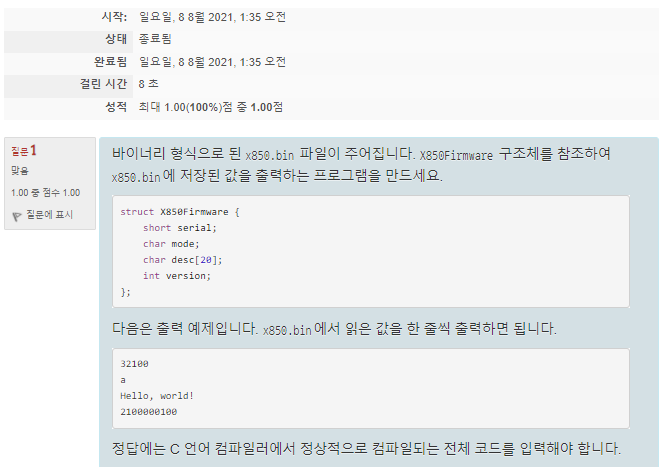 시작: 일요일, 8 8월 2021, 1:35 오전
상태 종료됨
완료됨 일요일, 8 8월 2021, 1:35 오전
걸린 시간 8 초
성적 최대 1.00(100%)점 중 1.00점
질문 1
맞음
1.00 중 점수 1.00
질문에 표시
바이너리 형식으로 된 x850.bin 파일이 주어집니다. X850Firmware 구조체를 참조하여
x850.bin에 저장된 값을 출력하는 프로그램을 만드세요.
struct X850Firmware {
    short serial;
    char mode;
    char desc[20];
    int version;
};
다음은 출력 예제입니다. x850.bin에서 읽은 값을 한 줄씩 출력하면 됩니다.
32100
a
Hello, world!
2100000100
정답에는 C 언어 컴파일러에서 정상적으로 컴파일되는 전체 코드를 입력해야 합니다.